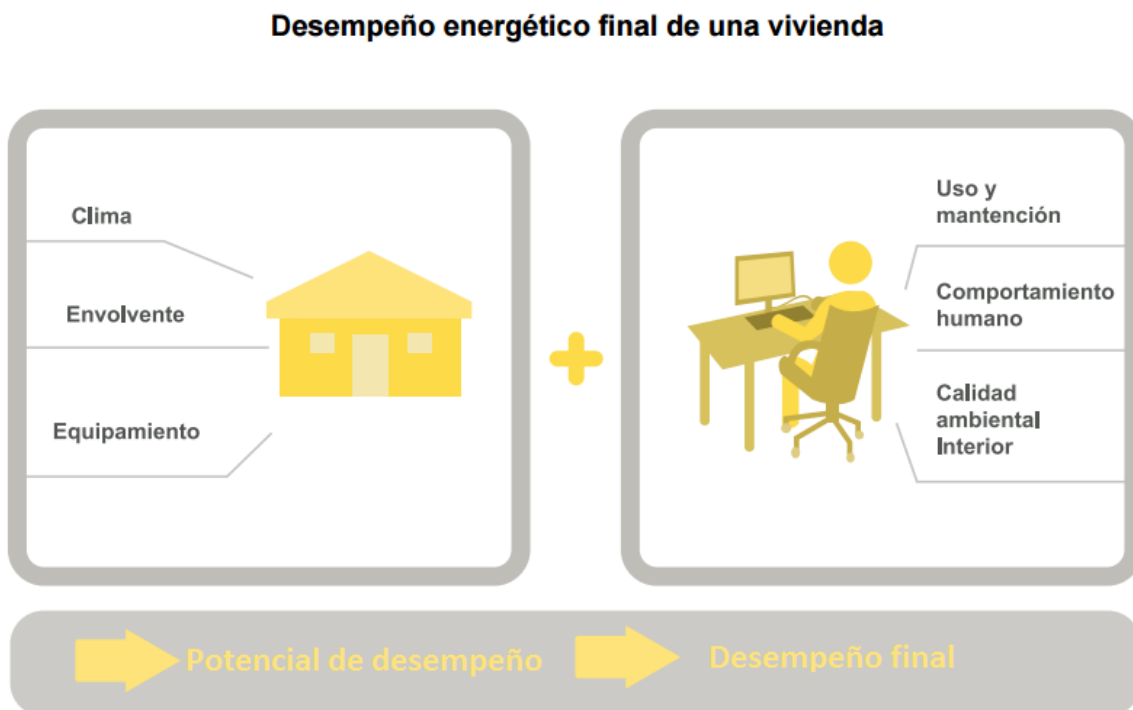 Desempeño energético final de una vivienda
Clima
Envolvente
Equipamiento
Uso y
mantención
Comportamiento
humano
Calidad
ambiental
Interior
Potencial de desempeño
Desempeño final